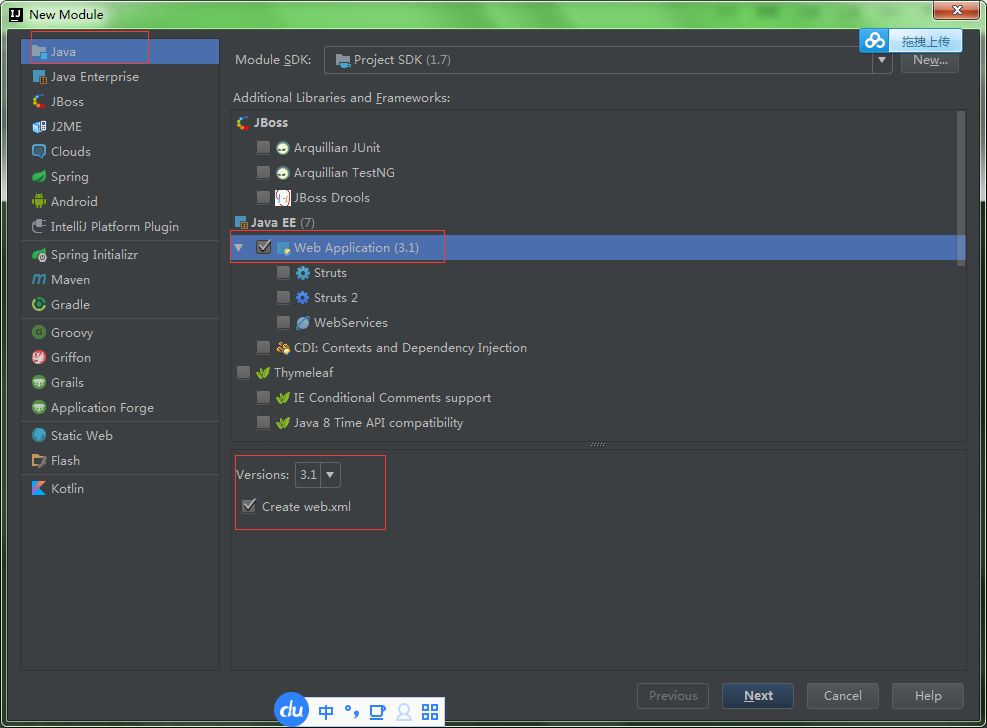 New Module
Java
Java Enterprise
JBoss
J2ME
Clouds
Spring
Android
IntelliJ Platform Plugin
Spring Initializr
Maven
Gradle
Groovy
Griffon
Grails
Application Forge
Static Web
Flash
Kotlin
Module SDK: Project SDK (1.7) New...
拖拽上传
Additional Libraries and Frameworks:
JBoss
Arquillian JUnit
Arquillian TestNG
JBoss Drools
Java EE (7)
Web Application (3.1)
Struts
Struts 2
WebServices
CDI: Contexts and Dependency Injection
Thymeleaf
IE Conditional Comments support
Java 8 Time API compatibility
Versions: 3.1
Create web.xml
Previous Next Cancel Help
du 中 °,